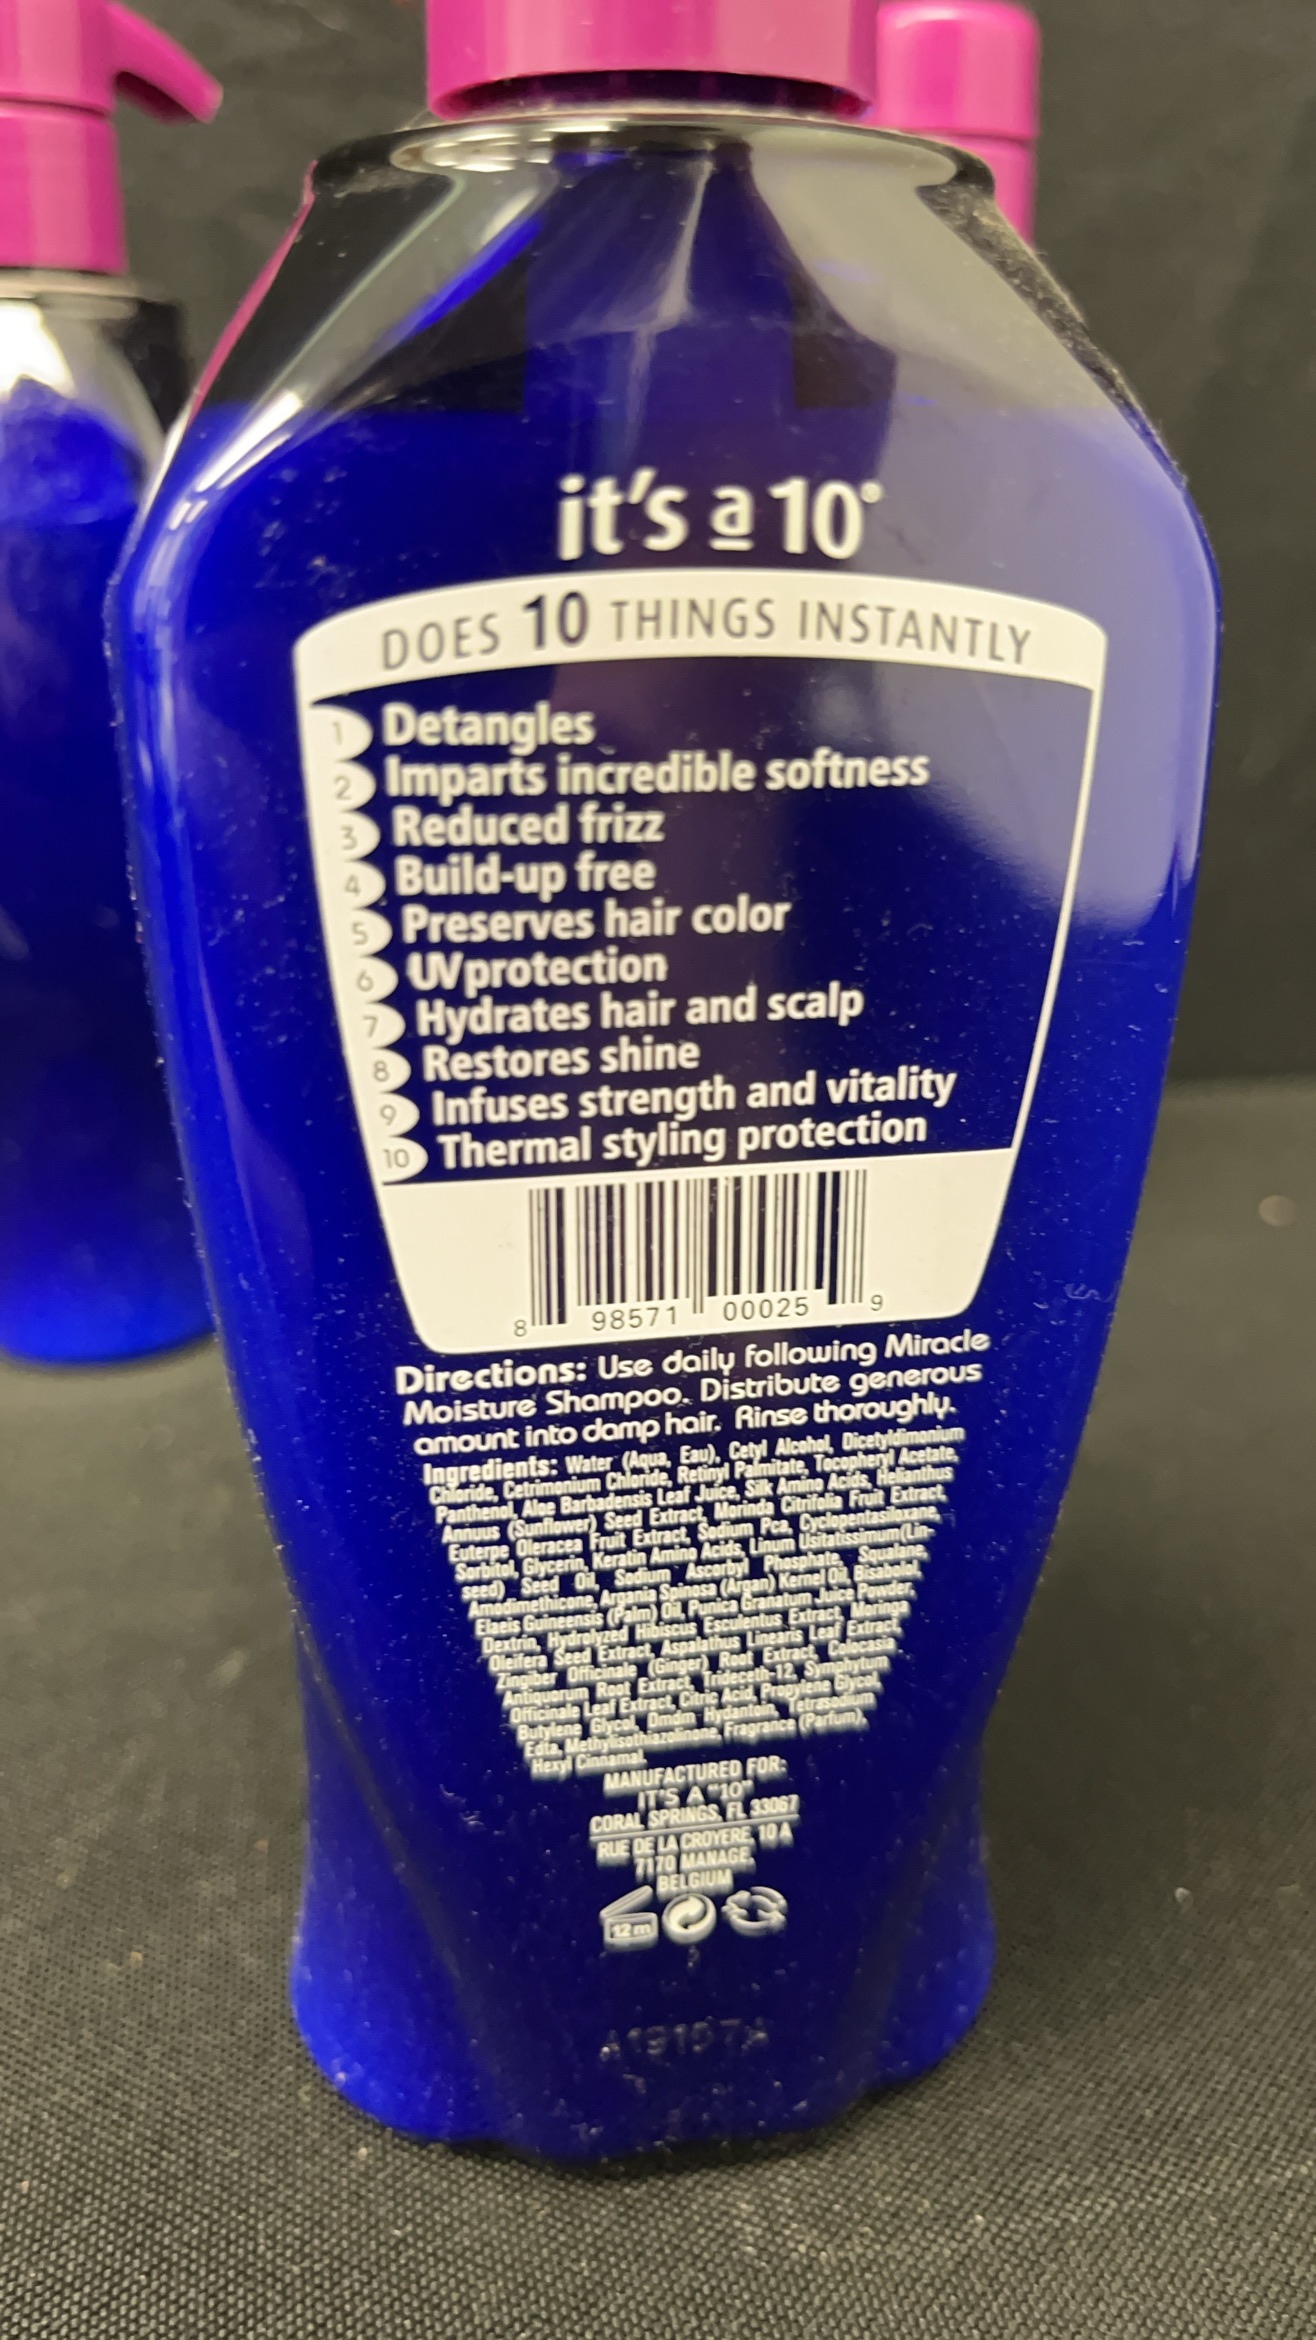 it's a 10®
DOES 10 THINGS INSTANTLY
1 Detangles
2 Imparts incredible softness
3 Reduced frizz
4 Build-up free
5 Preserves hair color
6 UV protection
7 Hydrates hair and scalp
8 Restores shine
9 Infuses strength and vitality
10 Thermal styling protection
8 98571 00025 9
Directions: Use daily following Miracle
Moisture Shampoo. Distribute generous
amount into damp hair. Rinse thoroughly.
Ingredients: Water (Aqua, Eau), Cetyl Alcohol, Dicetyldimonium
Chloride, Cetrimonium Chloride, Retinyl Palmitate, Tocopheryl Acetate,
Panthenol, Aloe Barbadensis Leaf Juice, Silk Amino Acids, Helianthus
Annuus (Sunflower) Seed Extract, Morinda Citrifolia Fruit Extract,
Euterpe Oleracea Fruit Extract, Sodium Pca, Cyclopentasiloxane,
Sorbitol, Glycerin, Keratin Amino Acids, Linum Usitatissimum (Lin-
seed) Seed Oil, Sodium Ascorbyl Phosphate, Squalane,
Amodimethicone, Argania Spinosa (Argan) Kernel Oil, Bisabolol,
Elaeis Guineensis (Palm) Oil, Punica Granatum Juice Powder,
Dextrin, Hydrolyzed Hibiscus Esculentus Extract, Moringa
Oleifera Seed Extract, Aspalathus Linearis Leaf Extract,
Zingiber Officinale (Ginger) Root Extract, Colocasia
Antiquorum Root Extract, Trideceth-12, Symphytum
Officinale Leaf Extract, Citric Acid, Propylene Glycol,
Butylene Glycol, Dmdm Hydantoin, Tetrasodium
Edta, Methylisothiazolinone, Fragrance (Parfum),
Hexyl Cinnamal.
MANUFACTURED FOR:
IT'S A "10"
CORAL SPRINGS, FL 33067
RUE DE LA CROYERE, 10 A
7170 MANAGE,
BELGIUM
12 m
A19107A